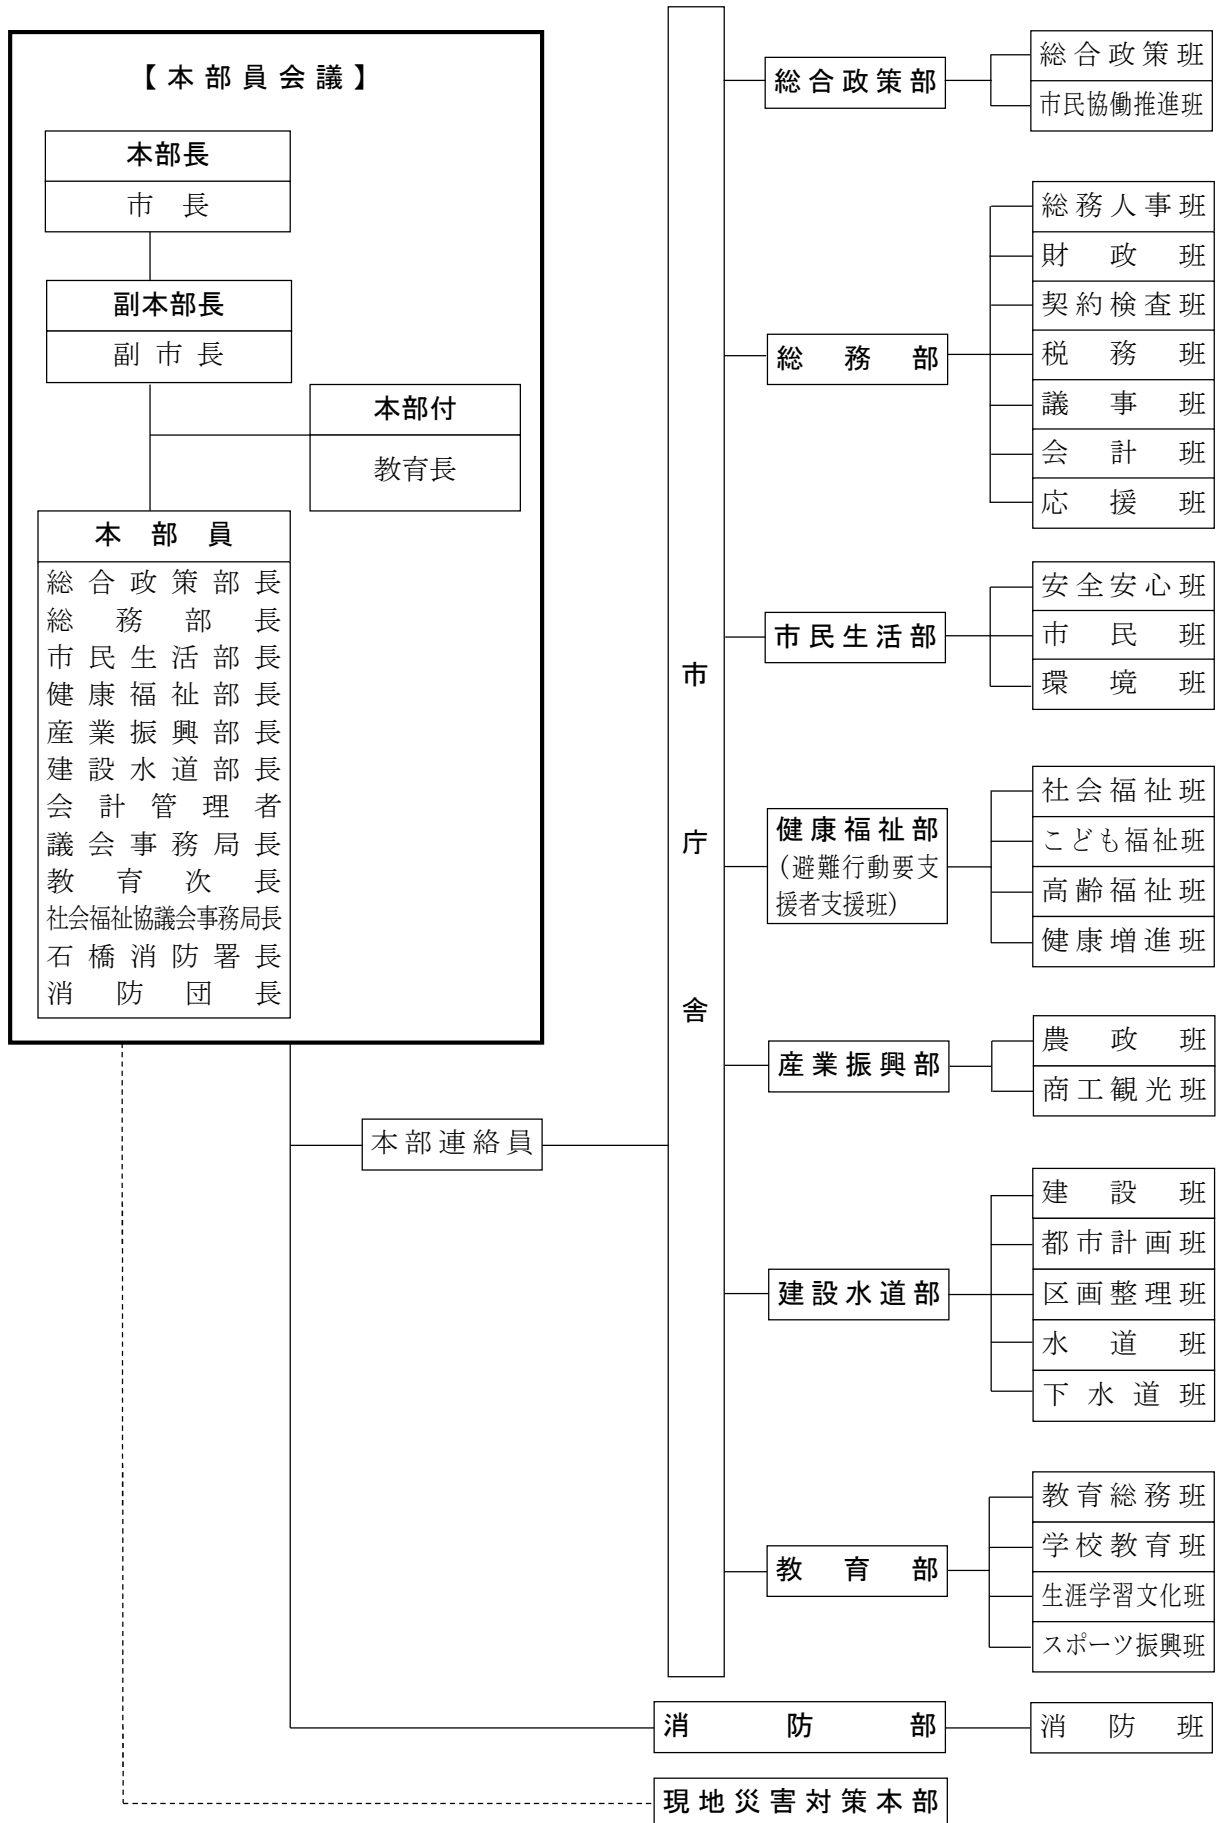 【本部員会議】
本部長
市長
副本部長
副市長
本部付
教育長
本部員
総合政策部長
総務部長
市民生活部長
健康福祉部長
産業振興部長
建設水道部長
会計管理者
議会事務局長
教育次長
社会福祉協議会事務局長
石橋消防署長
消防団長
本部連絡員
市庁舎
総合政策部
総合政策班
市民協働推進班
総務部
総務人事班
財政班
契約検査班
税務班
議事班
会計班
応援班
市民生活部
安全安心班
市民班
環境班
健康福祉部
（避難行動要支
援者支援班）
社会福祉班
こども福祉班
高齢福祉班
健康増進班
産業振興部
農政班
商工観光班
建設水道部
建設班
都市計画班
区画整理班
水道班
下水道班
教育部
教育総務班
学校教育班
生涯学習文化班
スポーツ振興班
消防部
消防班
現地災害対策本部